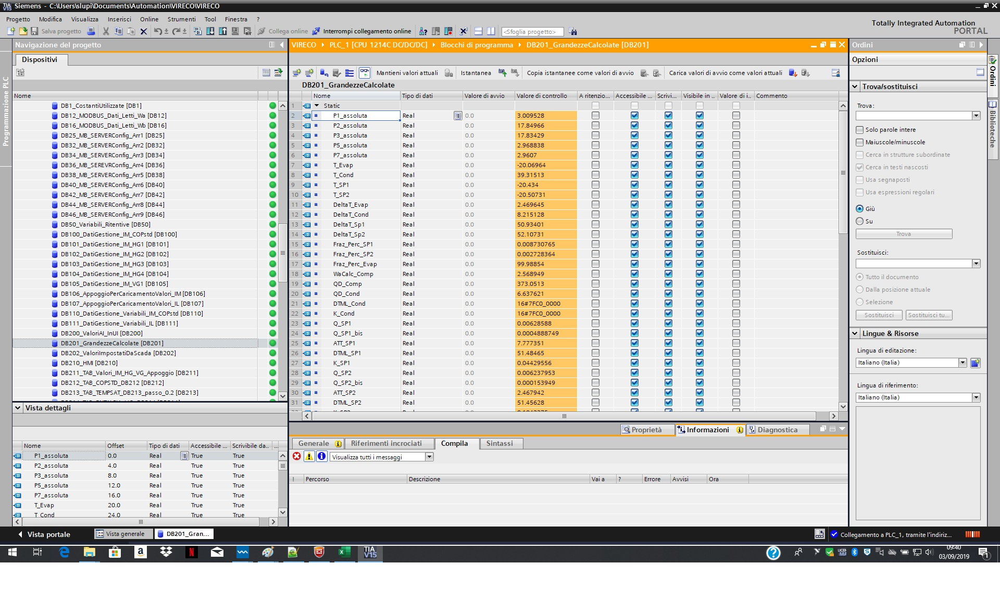 Siemens - C:\Users\slupi\Documents\Automation\VIRECO\VIRECO
Progetto Modifica Visualizza Inserisci Online Strumenti Tool Finestra ?
Totally Integrated Automation
PORTAL
Salva progetto Collega online Interrompi collegamento online <Sfoglia progetto>
Navigazione del progetto
Dispositivi
Programmazione PLC
Nome
DB1_CostantiUtilizzate [DB1]
DB12_MODBUS_Dati_Letti_Wa [DB12]
DB16_MODBUS_Dati_Letti_Wb [DB16]
DB25_MB_SERVERConfig_Arr1 [DB25]
DB32_MB_SERVERConfig_Arr2 [DB32]
DB34_MB_SERVERConfig_Arr3 [DB34]
DB36_MB_SEREVRConfig_Arr4 [DB36]
DB38_MB_SERVERConfig_Arr5 [DB38]
DB40_MB_SERVERConfig_Arr6 [DB40]
DB42_MB_SERVERConfig_Arr7 [DB42]
DB44_MB_SERVERConfig_Arr8 [DB44]
DB46_MB_SERVERConfig_Arr9 [DB46]
DB50_Variabili_Ritentive [DB50]
DB100_DatiGestione_IM_COPstd [DB100]
DB101_DatiGestione_IM_HG1 [DB101]
DB102_DatiGestione_IM_HG2 [DB102]
DB103_DatiGestione_IM_HG3 [DB103]
DB104_DatiGestione_IM_HG4 [DB104]
DB105_DatiGestione_IM_VG1 [DB105]
DB106_AppoggioPerCaricamentoValori_IM [DB106]
DB107_AppoggioPerCaricamentoValori_IL [DB107]
DB110_DatiGestione_Variabili_IM_COPstd [DB110]
DB111_DatiGestione_Variabili_IL [DB111]
DB200_ValoriAI_InUI [DB200]
DB201_GrandezzeCalcolate [DB201]
DB202_ValoriImpostatiDaScada [DB202]
DB210_HMI [DB210]
DB211_TAB_Valori_IM_HG_VG_Appoggio [DB211]
DB212_TAB_COPSTD_DB212 [DB212]
DB213_TAB_TEMPSAT_DB213_passo_0.2 [DB213]
Vista dettagli
Nome Offset Tipo di dati Accessibile ... Scrivibile da.. ...
P1_assoluta 0.0 Real True True
P2_assoluta 4.0 Real True True
P3_assoluta 8.0 Real True True
P5_assoluta 12.0 Real True True
P7_assoluta 16.0 Real True True
T_Evap 20.0 Real True True
T_Cond 24.0 Real True True
VIRECO PLC_1 [CPU 1214C DC/DC/DC] Blocchi di programma DB201_GrandezzeCalcolate [DB201]
Mantieni valori attuali Istantanea Copia istantanee come valori di avvio Carica valori di avvio come valori attuali
DB201_GrandezzeCalcolate
Nome Tipo di dati Valore di avvio Valore di controllo A ritenzio... Accessibile ... Scrivi... Visibile in .. Valore di i.. Commento
1 Static
2 P1_assoluta Real 0.0 3.009528
3 P2_assoluta Real 0.0 17.84966
4 P3_assoluta Real 0.0 17.83429
5 P5_assoluta Real 0.0 2.968838
6 P7_assoluta Real 0.0 2.9607
7 T_Evap Real 0.0 -20.06964
8 T_Cond Real 0.0 39.31513
9 T_SP1 Real 0.0 -20.434
10 T_SP2 Real 0.0 -20.50731
11 DeltaT_Evap Real 0.0 2.469645
12 DeltaT_Cond Real 0.0 8.215128
13 DeltaT_Sp1 Real 0.0 50.93401
14 DeltaT_Sp2 Real 0.0 52.10731
15 Fraz_Perc_SP1 Real 0.0 0.008730765
16 Fraz_Perc_SP2 Real 0.0 0.002728364
17 Fraz_Perc_Evap Real 0.0 99.98854
18 WaCalc_Comp Real 0.0 2.568949
19 QD_Comp Real 0.0 373.0513
20 QD_Cond Real 0.0 6.637621
21 DTML_Cond Real 0.0 16#7FC0_0000
22 K_Cond Real 0.0 16#7FC0_0000
23 Q_SP1 Real 0.0 0.00628588
24 Q_SP1_bis Real 0.0 0.0004888749
25 ATT_SP1 Real 0.0 7.777351
26 DTML_SP1 Real 0.0 51.48465
27 K_SP1 Real 0.0 0.04429556
28 Q_SP2 Real 0.0 0.006237953
29 Q_SP2_bis Real 0.0 0.000153949
30 ATT_SP2 Real 0.0 2.467942
31 DTML_SP2 Real 0.0 51.45628
Proprietà Informazioni Diagnostica
Generale Riferimenti incrociati Compila Sintassi
Visualizza tutti i messaggi
! Percorso Descrizione Vai a ? Errore Avvisi Ora
Ordini
Opzioni
Trova/sostituisci
Trova:
Solo parole intere
Maiuscole/minuscole
Cerca in strutture subordinate
Cerca in testi nascosti
Usa segnaposti
Usa espressioni regolari
Giù
Su
Trova
Sostituisci:
Tutto il documento
Dalla posizione attuale
Selezione
Sostituisci Sostituisci tu...
Lingue & Risorse
Lingua di editazione:
Italiano (Italia)
Lingua di riferimento:
Italiano (Italia)
Ordini
Biblioteche
Vista portale Vista generale DB201_Gran... Collegamento a PLC_1, tramite l'indiriz...
TIA V15
09:40
03/09/2019